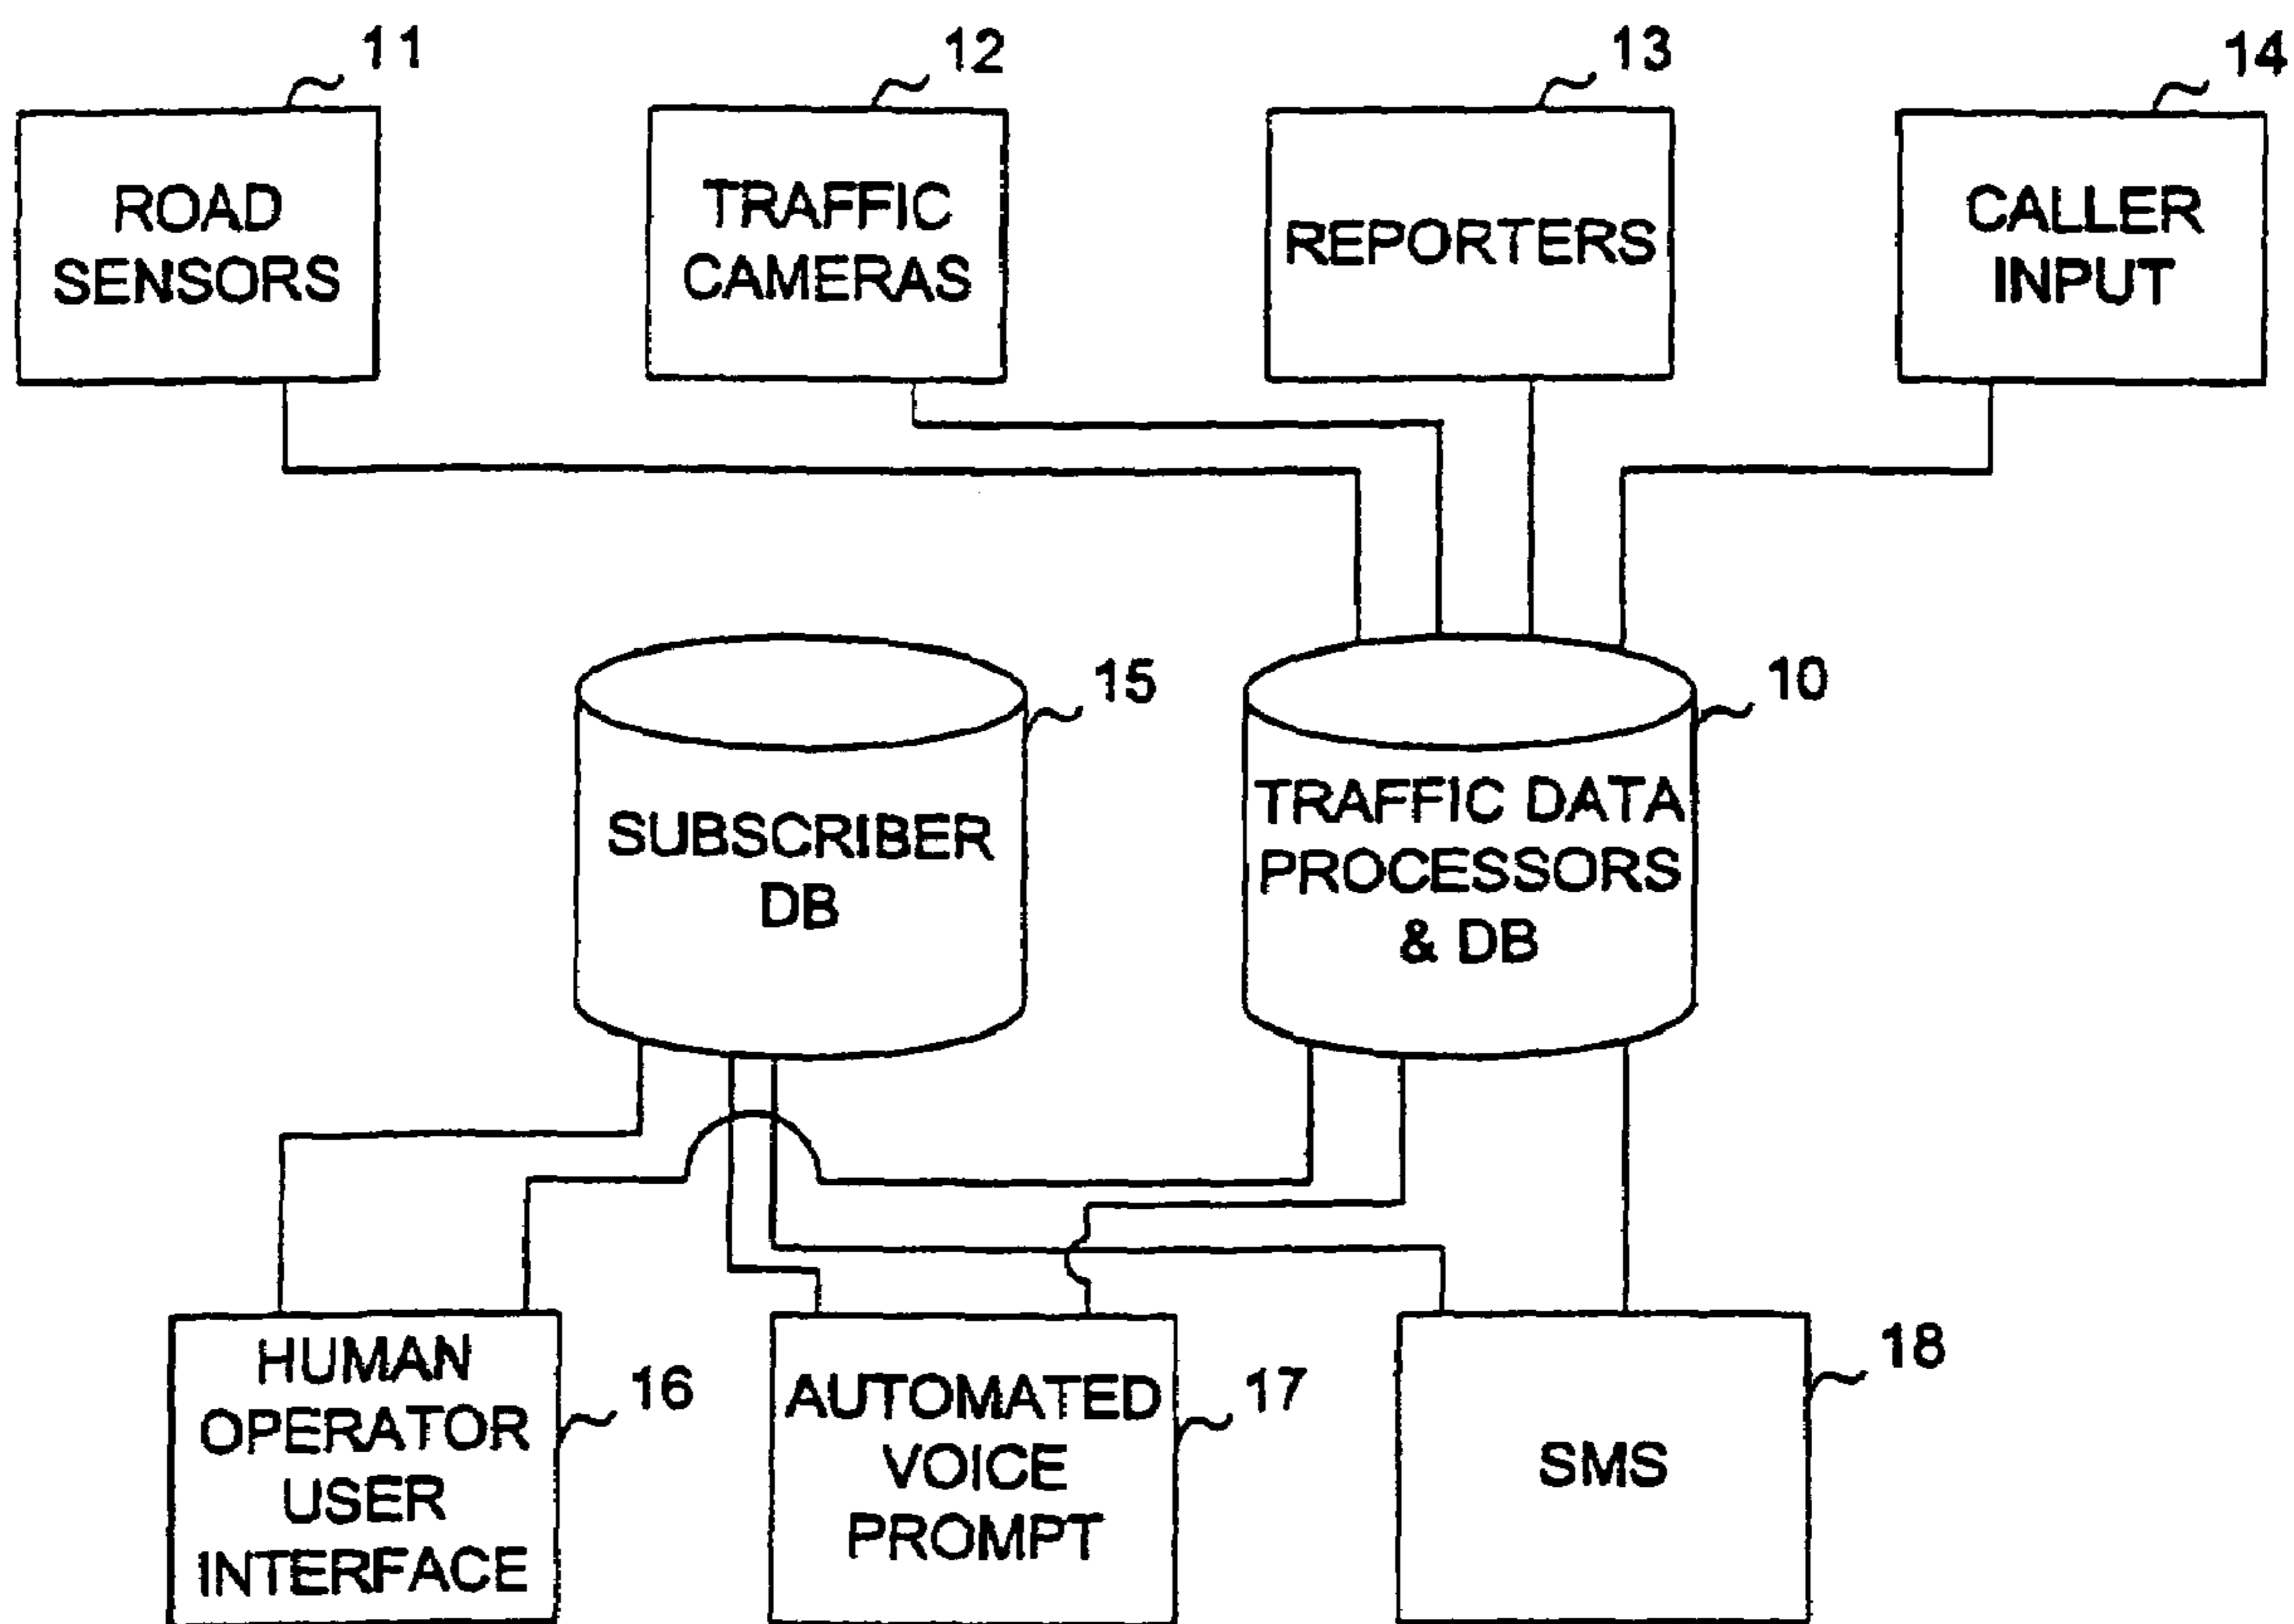 11
12
13
14
ROAD
SENSORS
TRAFFIC
CAMERAS
REPORTERS
CALLER
INPUT
15
10
SUBSCRIBER
DB
TRAFFIC DATA
PROCESSORS
& DB
HUMAN
OPERATOR
USER
INTERFACE
16
AUTOMATED
VOICE
PROMPT
17
SMS
18